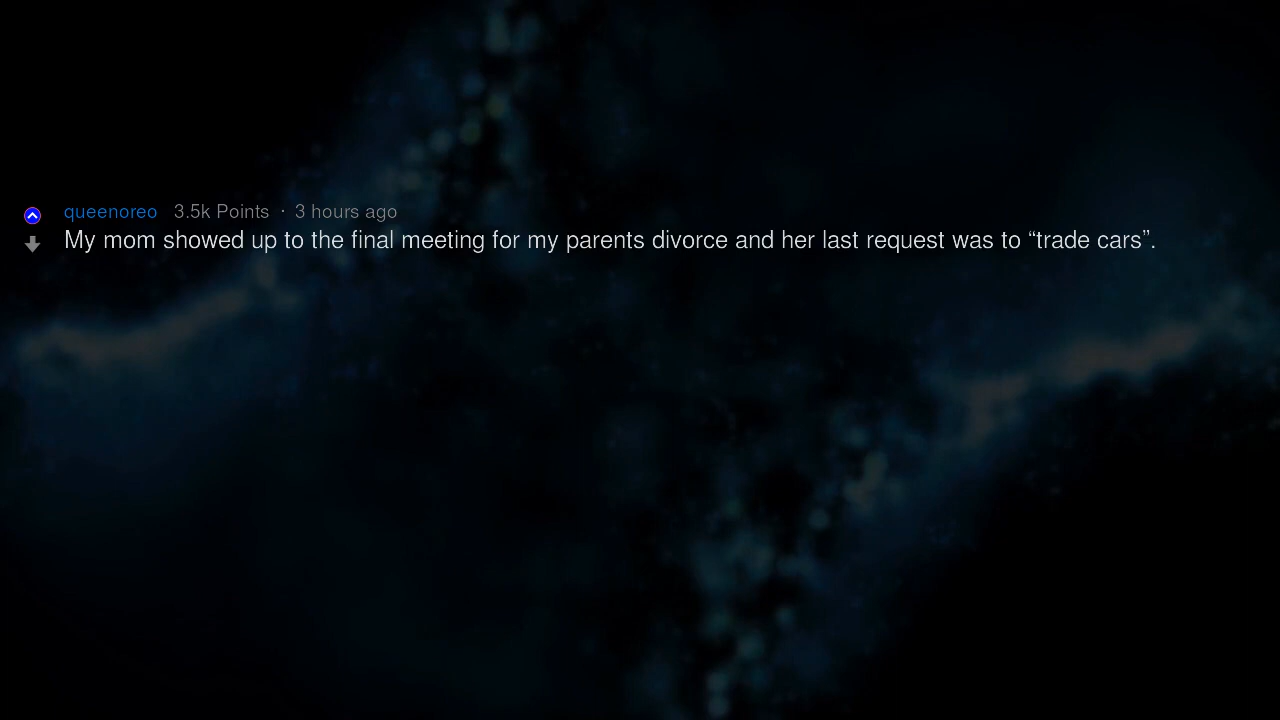 queenoreo 3.5k Points · 3 hours ago
My mom showed up to the final meeting for my parents divorce and her last request was to “trade cars”.